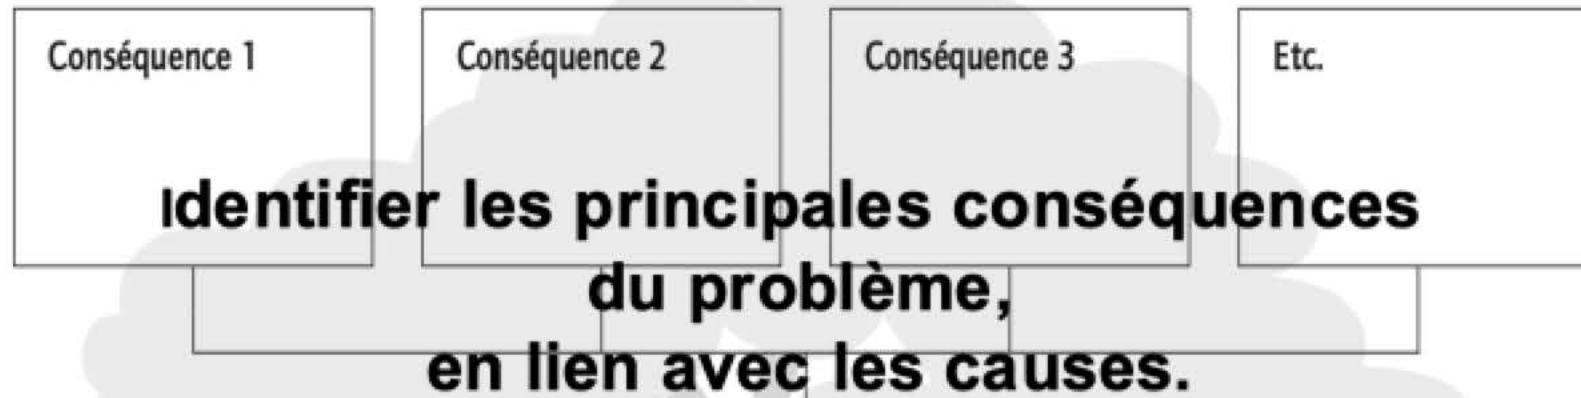 Conséquence 1
Conséquence 2
Conséquence 3
Etc.
Identifier les principales conséquences
du problème,
en lien avec les causes.